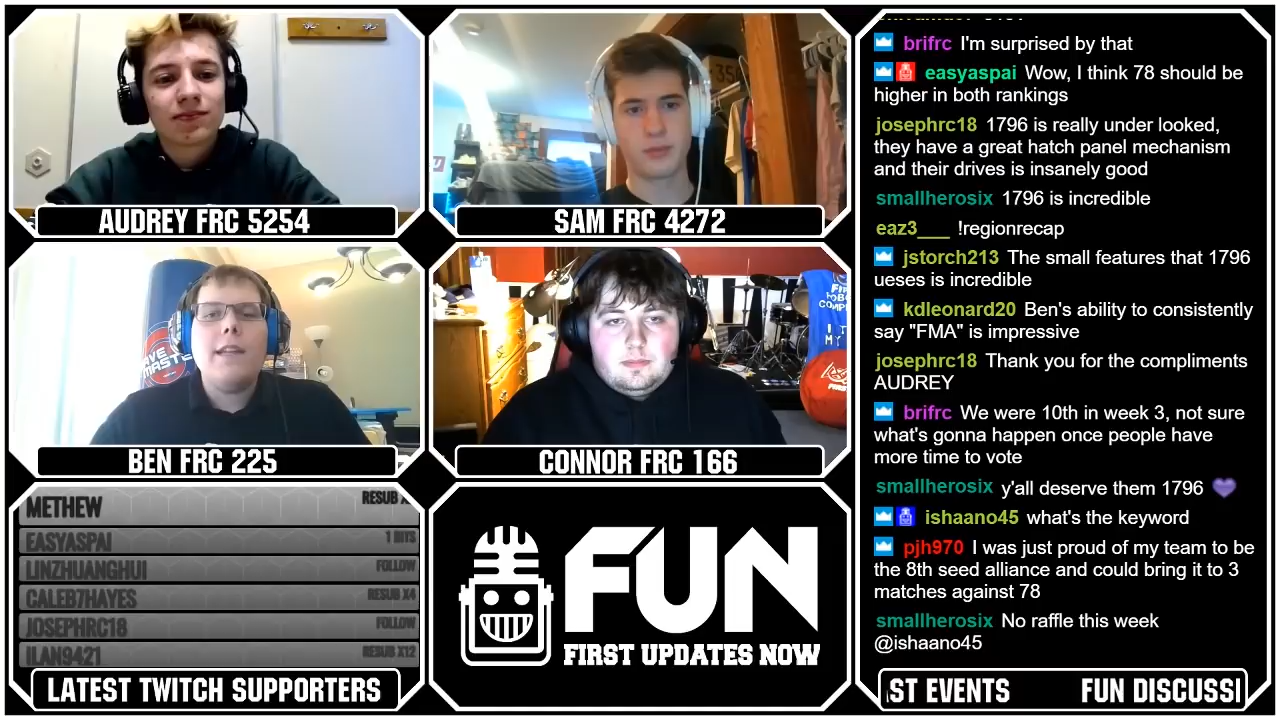 AUDREY FRC 5254
SAM FRC 4272
BEN FRC 225
CONNOR FRC 166
METHEW RESUB
EASYASPAI 1 BITS
LINZHUANGHUI FOLLOW
CALEB7HAYES RESUB X4
JOSEPHRC18 FOLLOW
ILAN9421 RESUB X12
LATEST TWITCH SUPPORTERS
FUN
FIRST UPDATES NOW
brifrc I'm surprised by that
easyaspai Wow, I think 78 should be
higher in both rankings
josephrc18 1796 is really under looked,
they have a great hatch panel mechanism
and their drives is insanely good
smallherosix 1796 is incredible
eaz3___ !regionrecap
jstorch213 The small features that 1796
ueses is incredible
kdleonard20 Ben's ability to consistently
say "FMA" is impressive
josephrc18 Thank you for the compliments
AUDREY
brifrc We were 10th in week 3, not sure
what's gonna happen once people have
more time to vote
smallherosix y'all deserve them 1796 💜
ishaano45 what's the keyword
pjh970 I was just proud of my team to be
the 8th seed alliance and could bring it to 3
matches against 78
smallherosix No raffle this week
@ishaano45
ST EVENTS FUN DISCUSSI